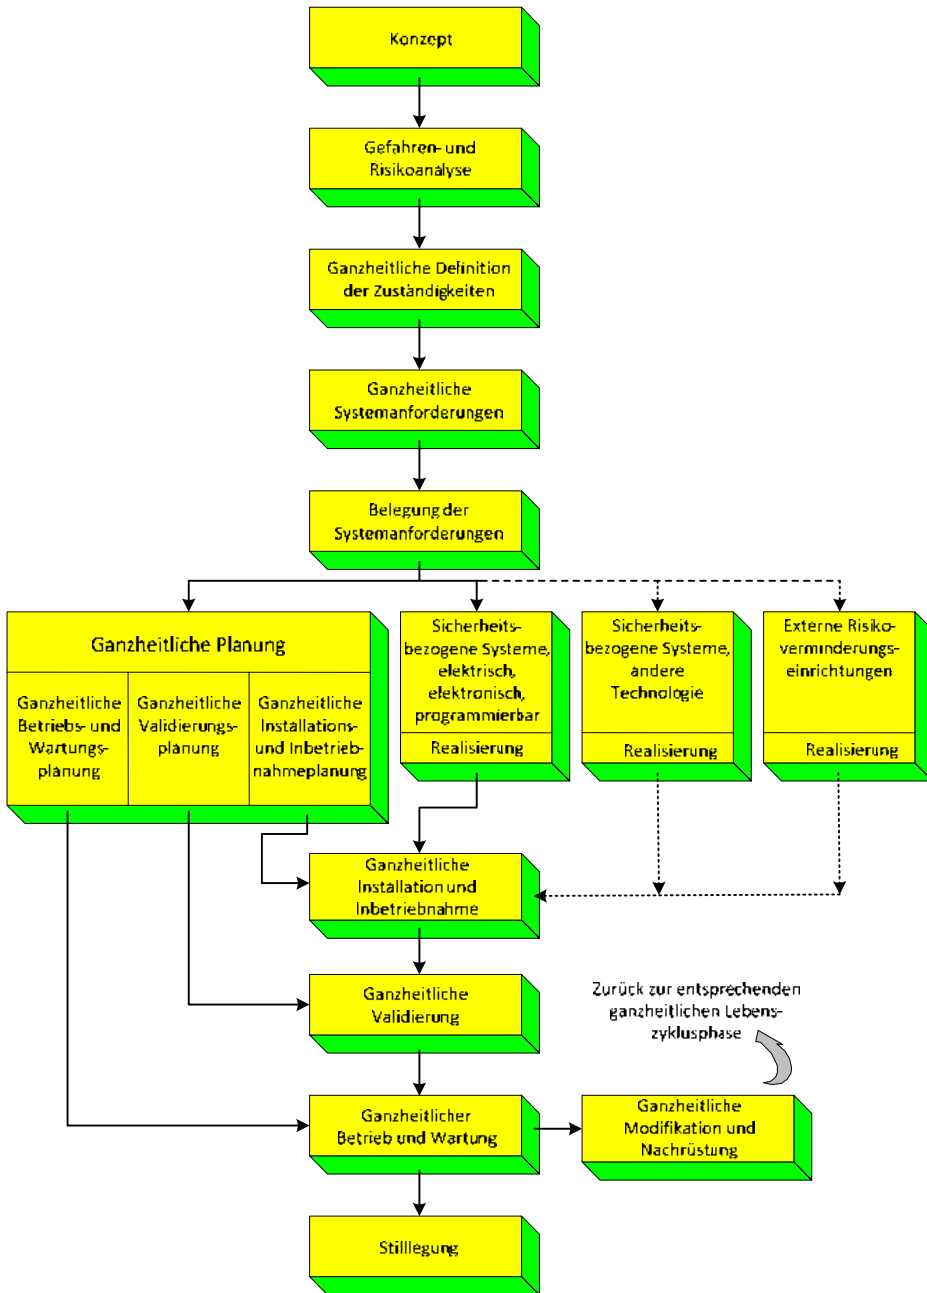 Konzept
Gefahren- und
Risikoanalyse
Ganzheitliche Definition
der Zuständigkeiten
Ganzheitliche
Systemanforderungen
Belegung der
Systemanforderungen
Ganzheitliche Planung
Ganzheitliche
Betriebs- und
Wartungs-
planung
Ganzheitliche
Validierungs-
planung
Ganzheitliche
Installations-
und Inbetrieb-
nahmeplanung
Sicherheits-
bezogene Systeme,
elektrisch,
elektronisch,
programmierbar
Realisierung
Sicherheits-
bezogene Systeme,
andere
Technologie
Realisierung
Externe Risiko-
verminderungs-
einrichtungen
Realisierung
Ganzheitliche
Installation und
Inbetriebnahme
Ganzheitliche
Validierung
Zurück zur entsprechenden
ganzheitlichen Lebens-
zyklusphase
Ganzheitlicher
Betrieb und Wartung
Ganzheitliche
Modifikation und
Nachrüstung
Stilllegung